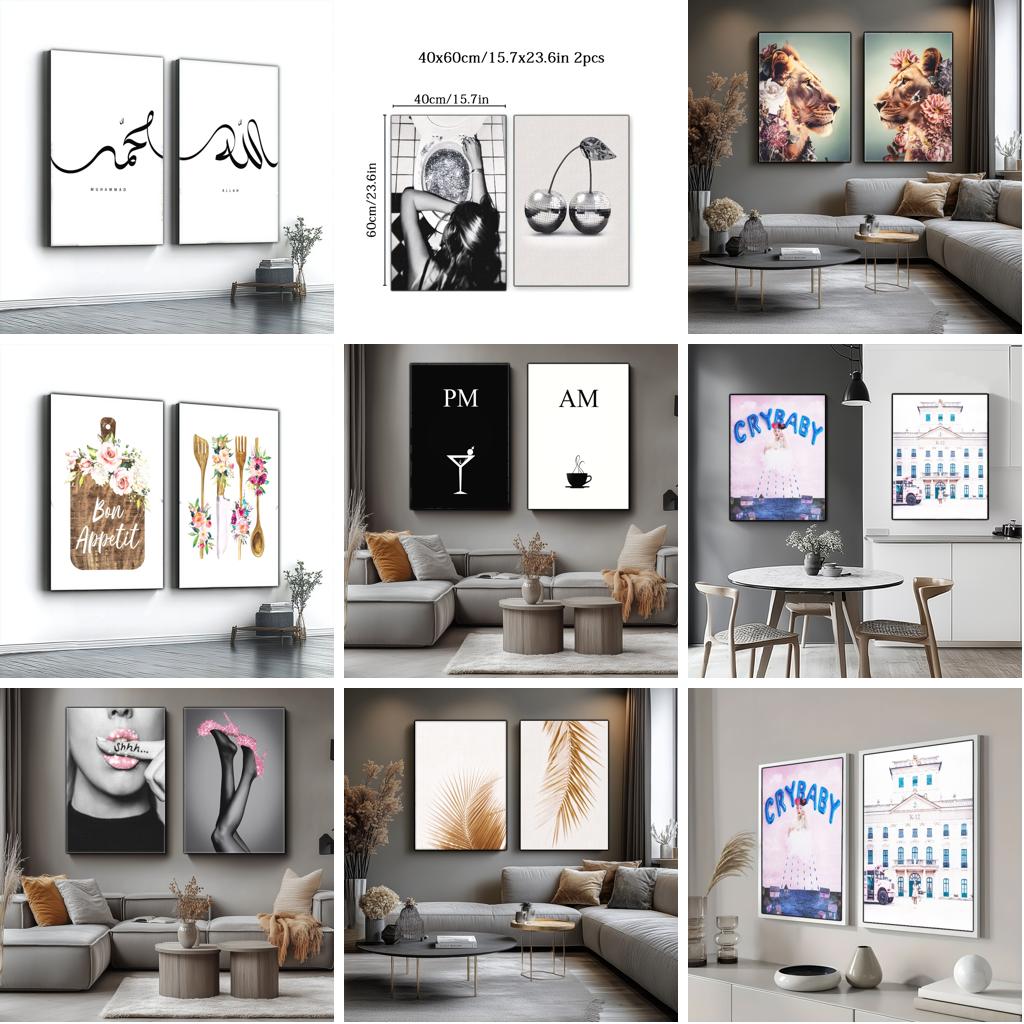 محمد
الله
MUHAMMAD
ALLAH
40x60cm/15.7x23.6in 2pcs
40cm/15.7in
60cm/23.6in
Bon
Appetit
PM
AM
CRYBABY
K-12
Shhh...
CRYBABY
K-12